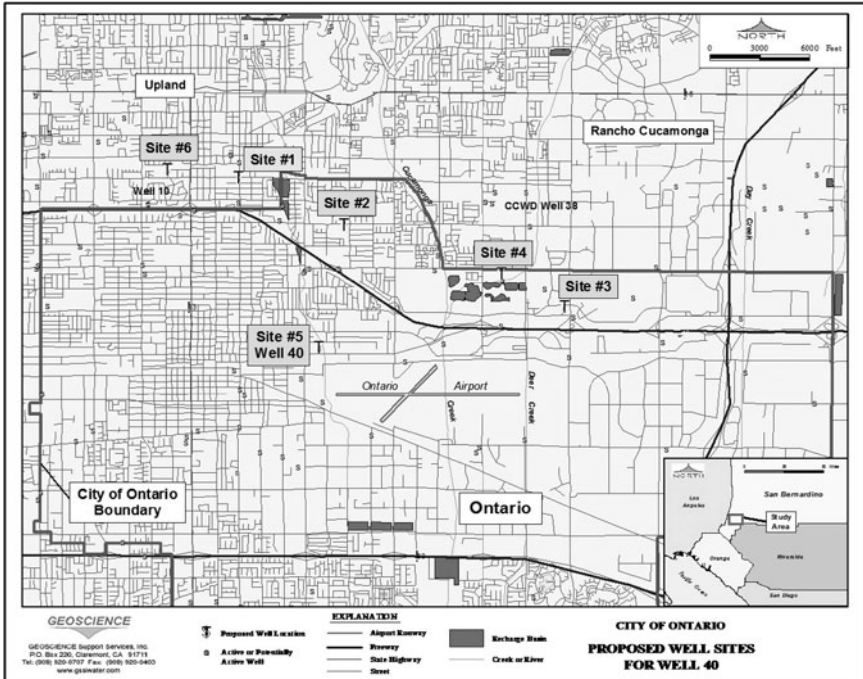 NORTH
0 3000 6000 Feet
Upland
Rancho Cucamonga
Site #6
Site #1
Well 10
Cucamonga
Site #2
CCWD Well 38
Day Creek
Site #4
Site #3
Site #5
Well 40
Ontario Airport
Creek
Deer Creek
City of Ontario
Boundary
Ontario
NORTH
Los Angeles
San Bernardino
Study
Area
Orange
Riverside
Pacific Ocean
San Diego
GEOSCIENCE
GEOSCIENCE Support Services, Inc.
P.O. Box 220, Claremont, CA 91711
Tel: (909) 920-0707 Fax: (909) 920-0403
www.gssiwater.com
EXPLANATION
Proposed Well Location
Active or Potentially
Active Well
Airport Runway
Freeway
State Highway
Street
Recharge Basin
Creek or River
CITY OF ONTARIO
PROPOSED WELL SITES
FOR WELL 40